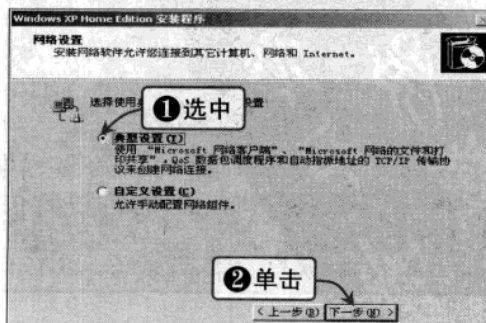 Windows XP Home Edition 安装程序
网络设置
安装网络软件允许您连接到其它计算机、网络和 Internet。
选择使用
置:
❶选中
典型设置(T)
使用 “Microsoft 网络客户端”、“Microsoft 网络的文件和打
印共享”,QoS 数据包调度程序和自动指派地址的 TCP/IP 传输协
议来创建网络连接。
自定义设置(C)
允许手动配置网络组件。
❷单击
< 上一步(B)
下一步(N) >